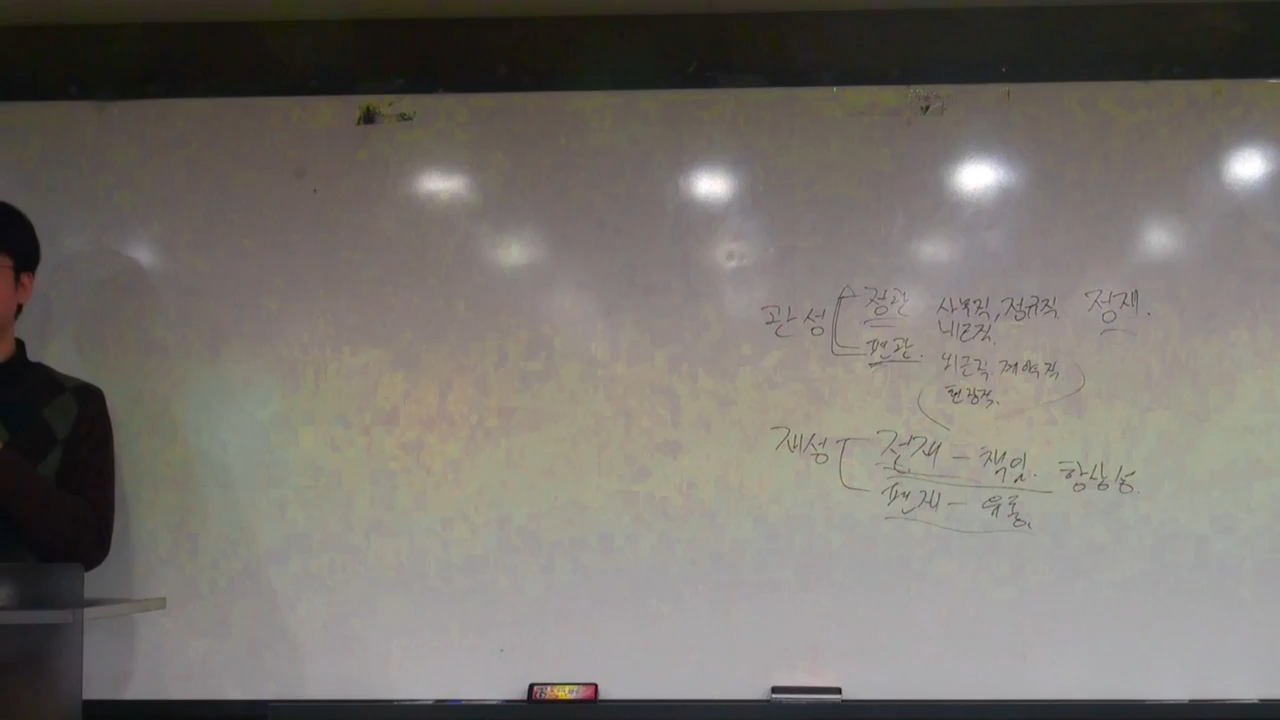 관성 정관 사무직, 정규직 정재.
내근직.
편관. 외근직, 계약직
현장직.
재성 정재 - 책임. 항상성.
편재 - 유통.